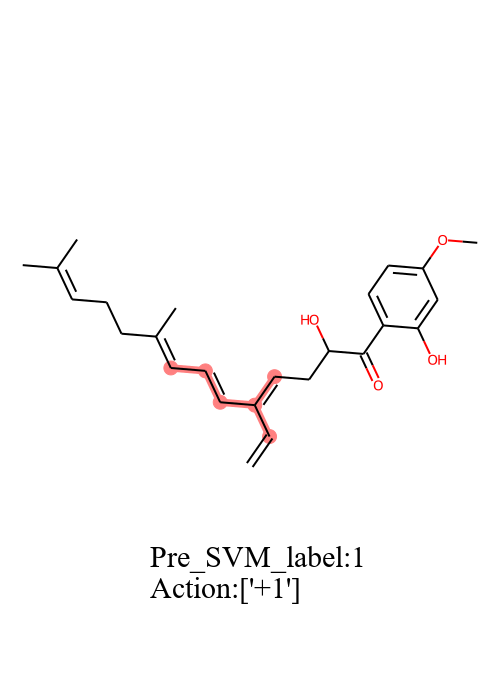 O
HO
OH
O
Pre_SVM_label:1
Action:['+1']